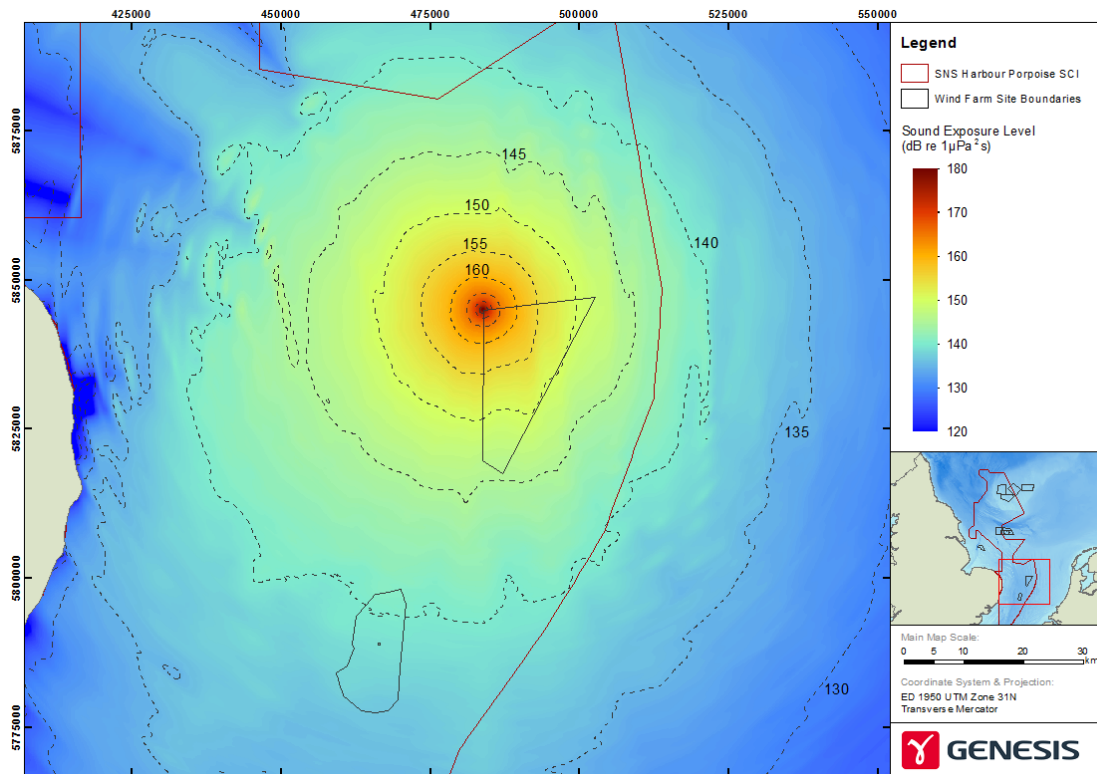 425000 450000 475000 500000 525000 550000
5875000
5850000
5825000
5800000
5775000
145
150
155
160
140
135
130
Legend
SNS Harbour Porpoise SCI
Wind Farm Site Boundaries
Sound Exposure Level
(dB re 1µPa²s)
180
170
160
150
140
130
120
Main Map Scale:
0 5 10 20 30
km
Coordinate System & Projection:
ED 1950 UTM Zone 31N
Transverse Mercator
GENESIS